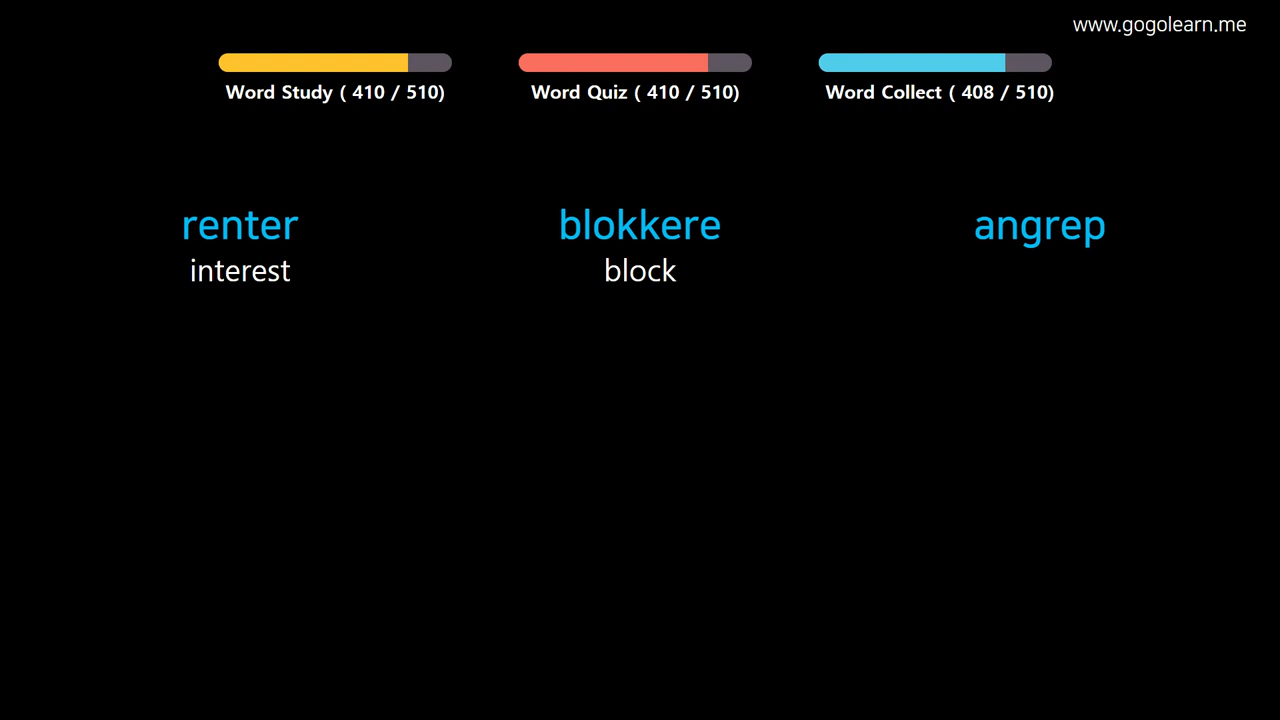 www.gogolearn.me
Word Study ( 410 / 510)
Word Quiz ( 410 / 510)
Word Collect ( 408 / 510)
renter
interest
blokkere
block
angrep